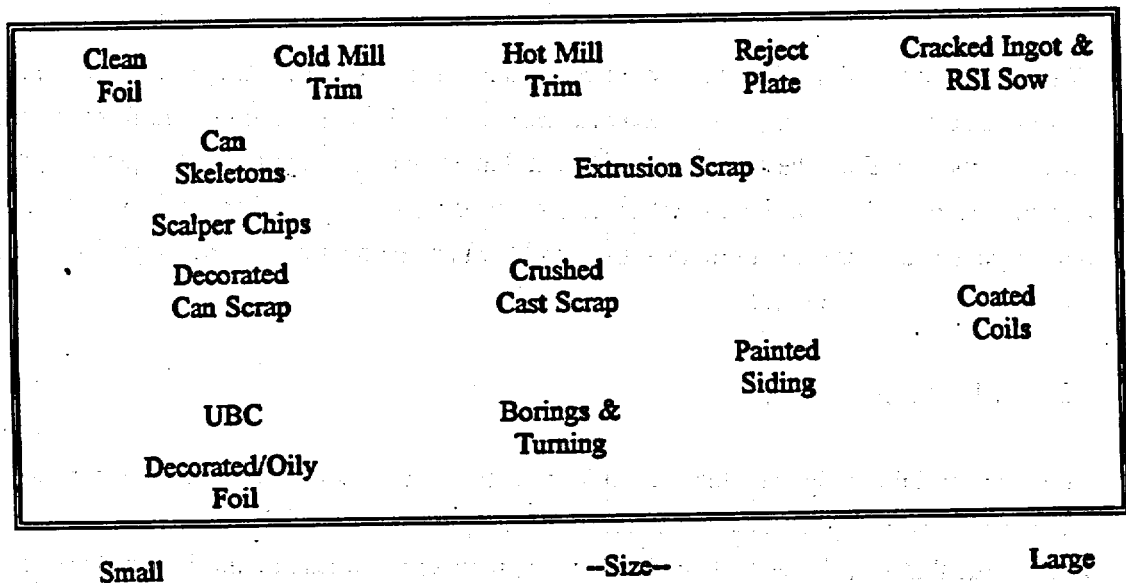 Clean
Foil
Cold Mill
Trim
Hot Mill
Trim
Reject
Plate
Cracked Ingot &
RSI Sow
Can
Skeletons
Extrusion Scrap
Scalper Chips
Decorated
Can Scrap
Crushed
Cast Scrap
Coated
Coils
Painted
Siding
UBC
Borings &
Turning
Decorated/Oily
Foil
Small
--Size--
Large